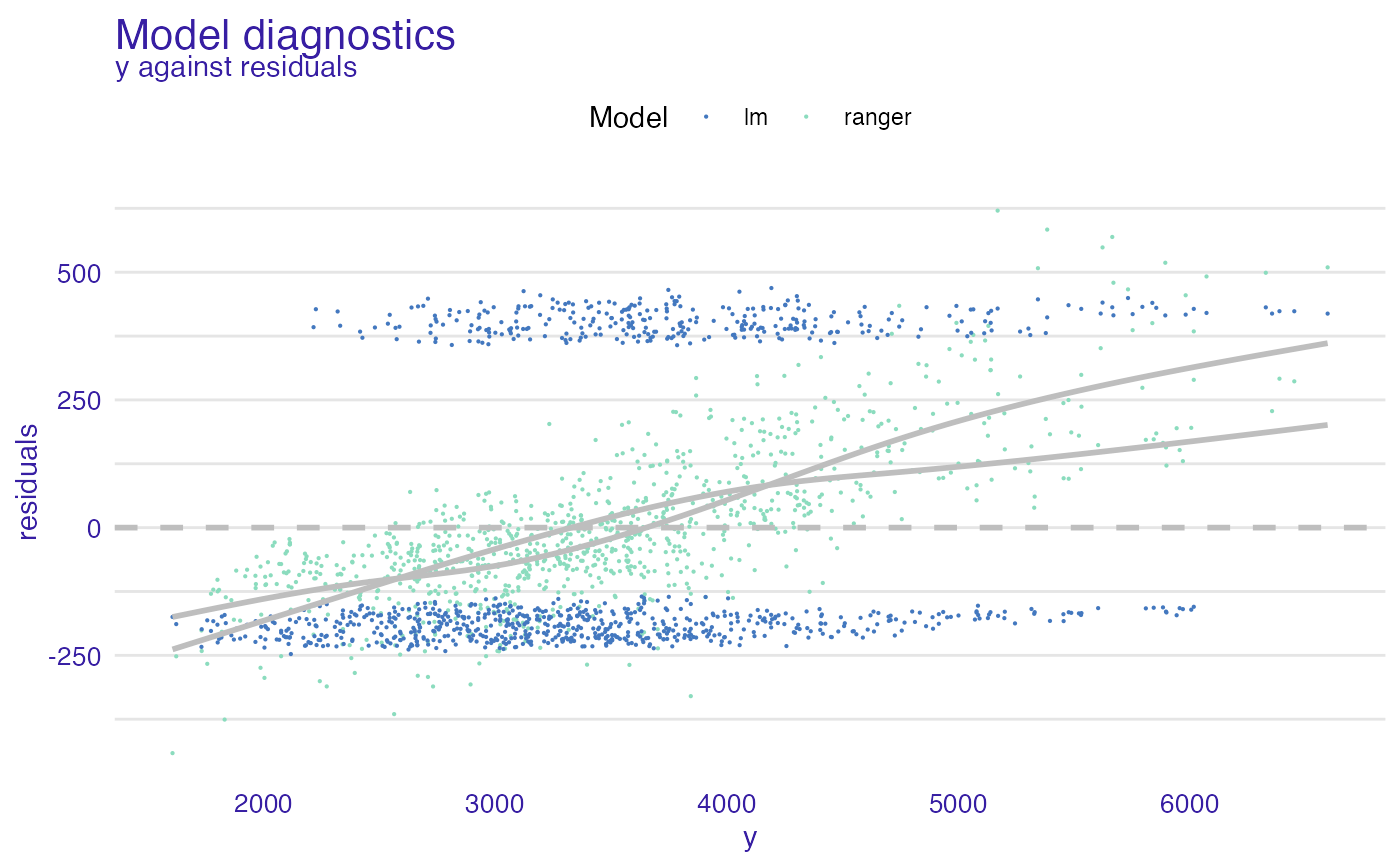 Model diagnostics
y against residuals
Model lm ranger
residuals
500
250
0
-250
2000 3000 4000 5000 6000
y